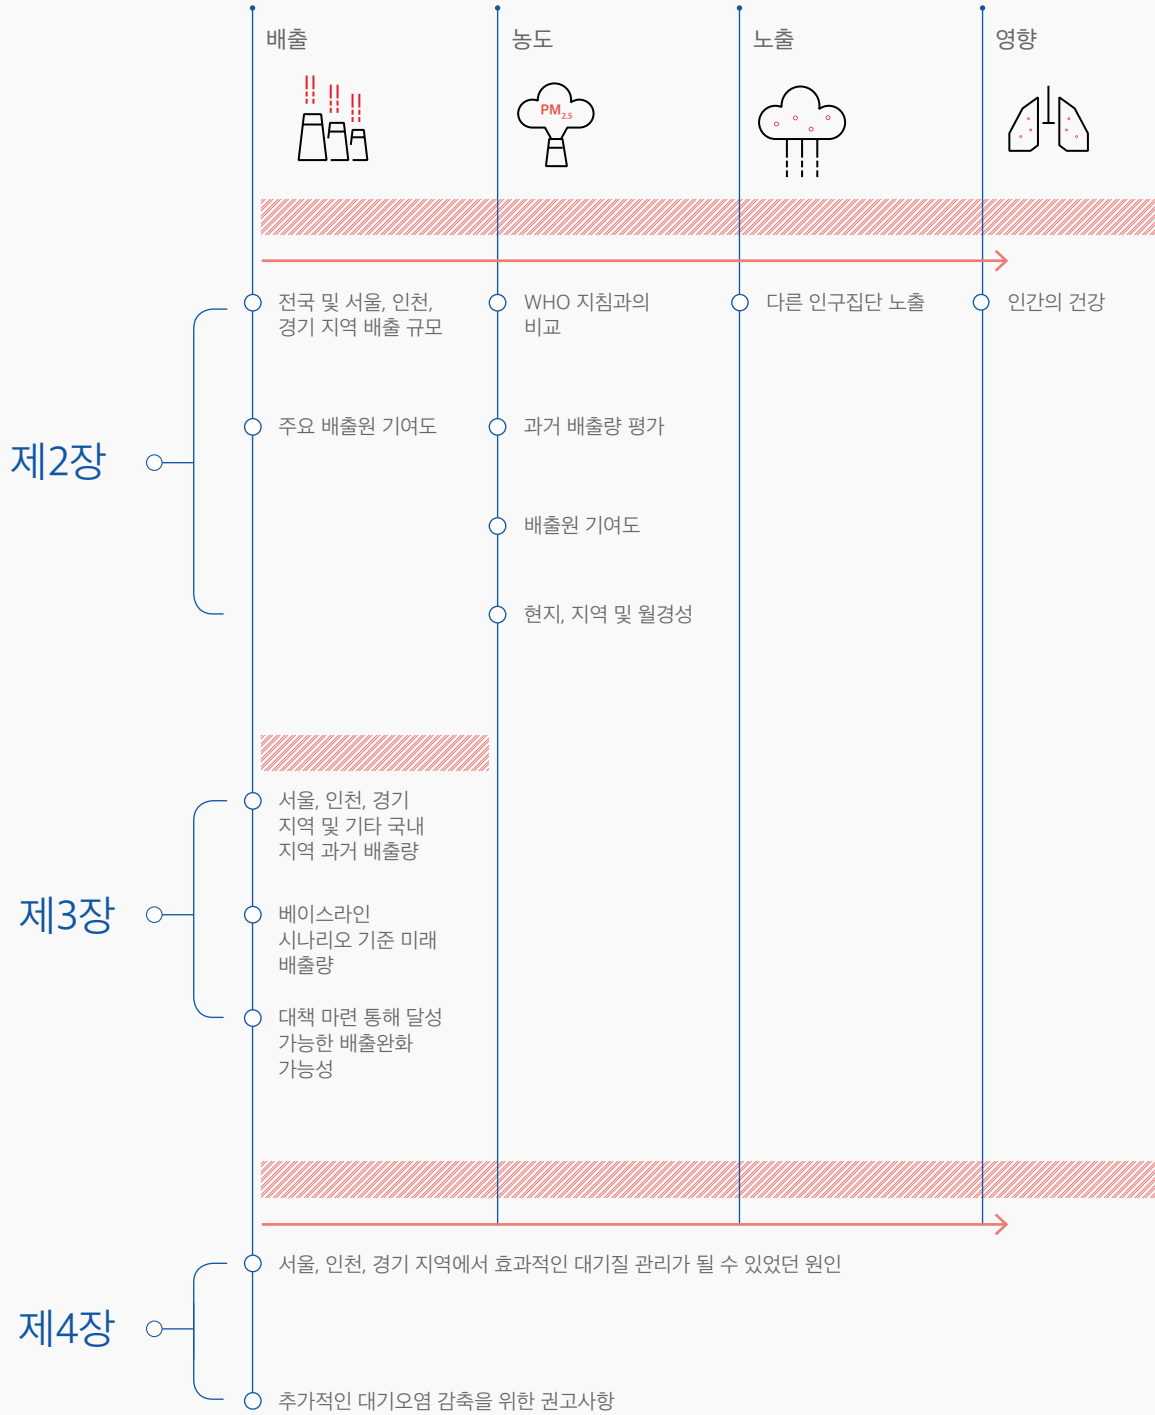 배출
농도
노출
영향
PM2.5
전국 및 서울, 인천,
경기 지역 배출 규모
WHO 지침과의
비교
다른 인구집단 노출
인간의 건강
주요 배출원 기여도
과거 배출량 평가
제2장
배출원 기여도
현지, 지역 및 월경성
서울, 인천, 경기
지역 및 기타 국내
지역 과거 배출량
제3장
베이스라인
시나리오 기준 미래
배출량
대책 마련 통해 달성
가능한 배출완화
가능성
서울, 인천, 경기 지역에서 효과적인 대기질 관리가 될 수 있었던 원인
제4장
추가적인 대기오염 감축을 위한 권고사항